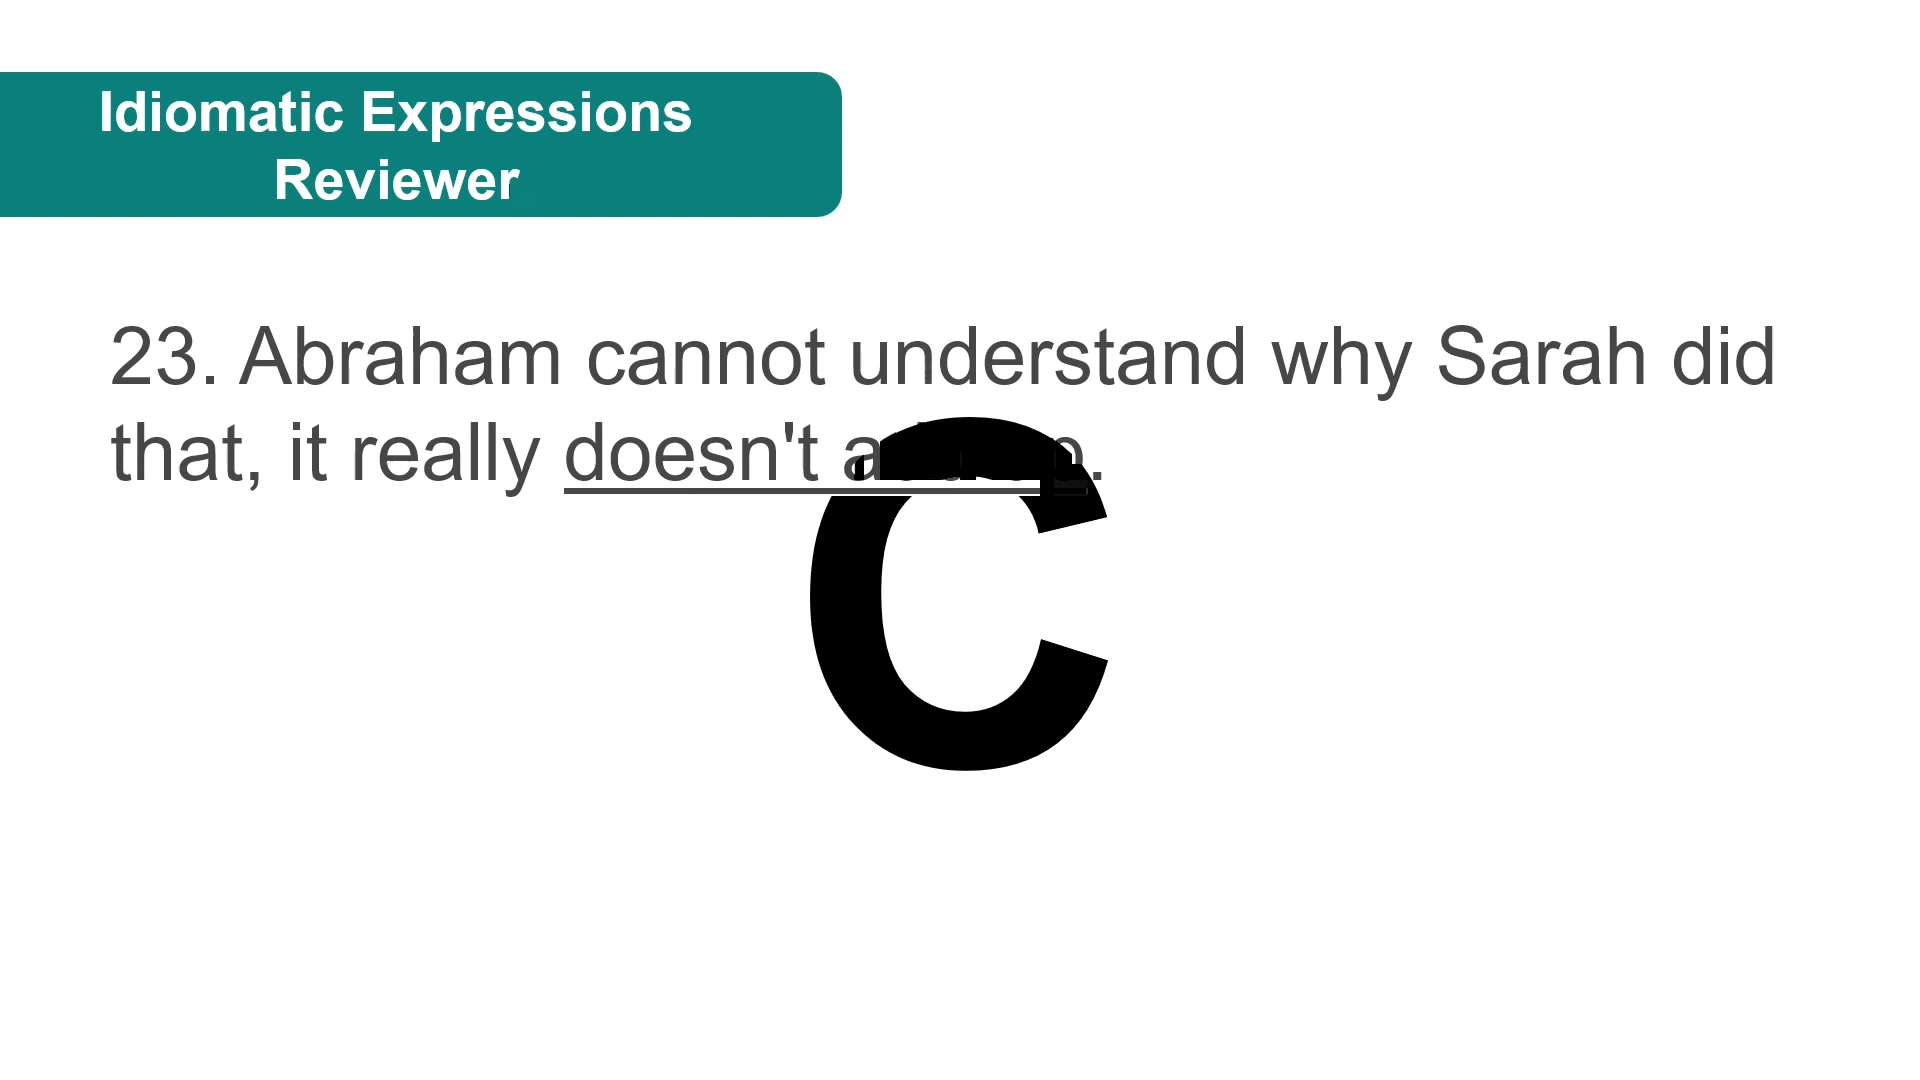 Idiomatic Expressions
Reviewer
23. Abraham cannot understand why Sarah did
that, it really doesn't
C